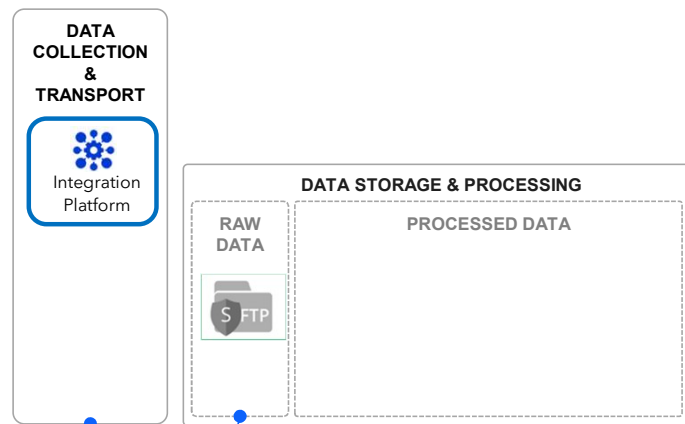 DATA
COLLECTION
&
TRANSPORT
Integration
Platform
DATA STORAGE & PROCESSING
RAW
DATA
PROCESSED DATA
S FTP